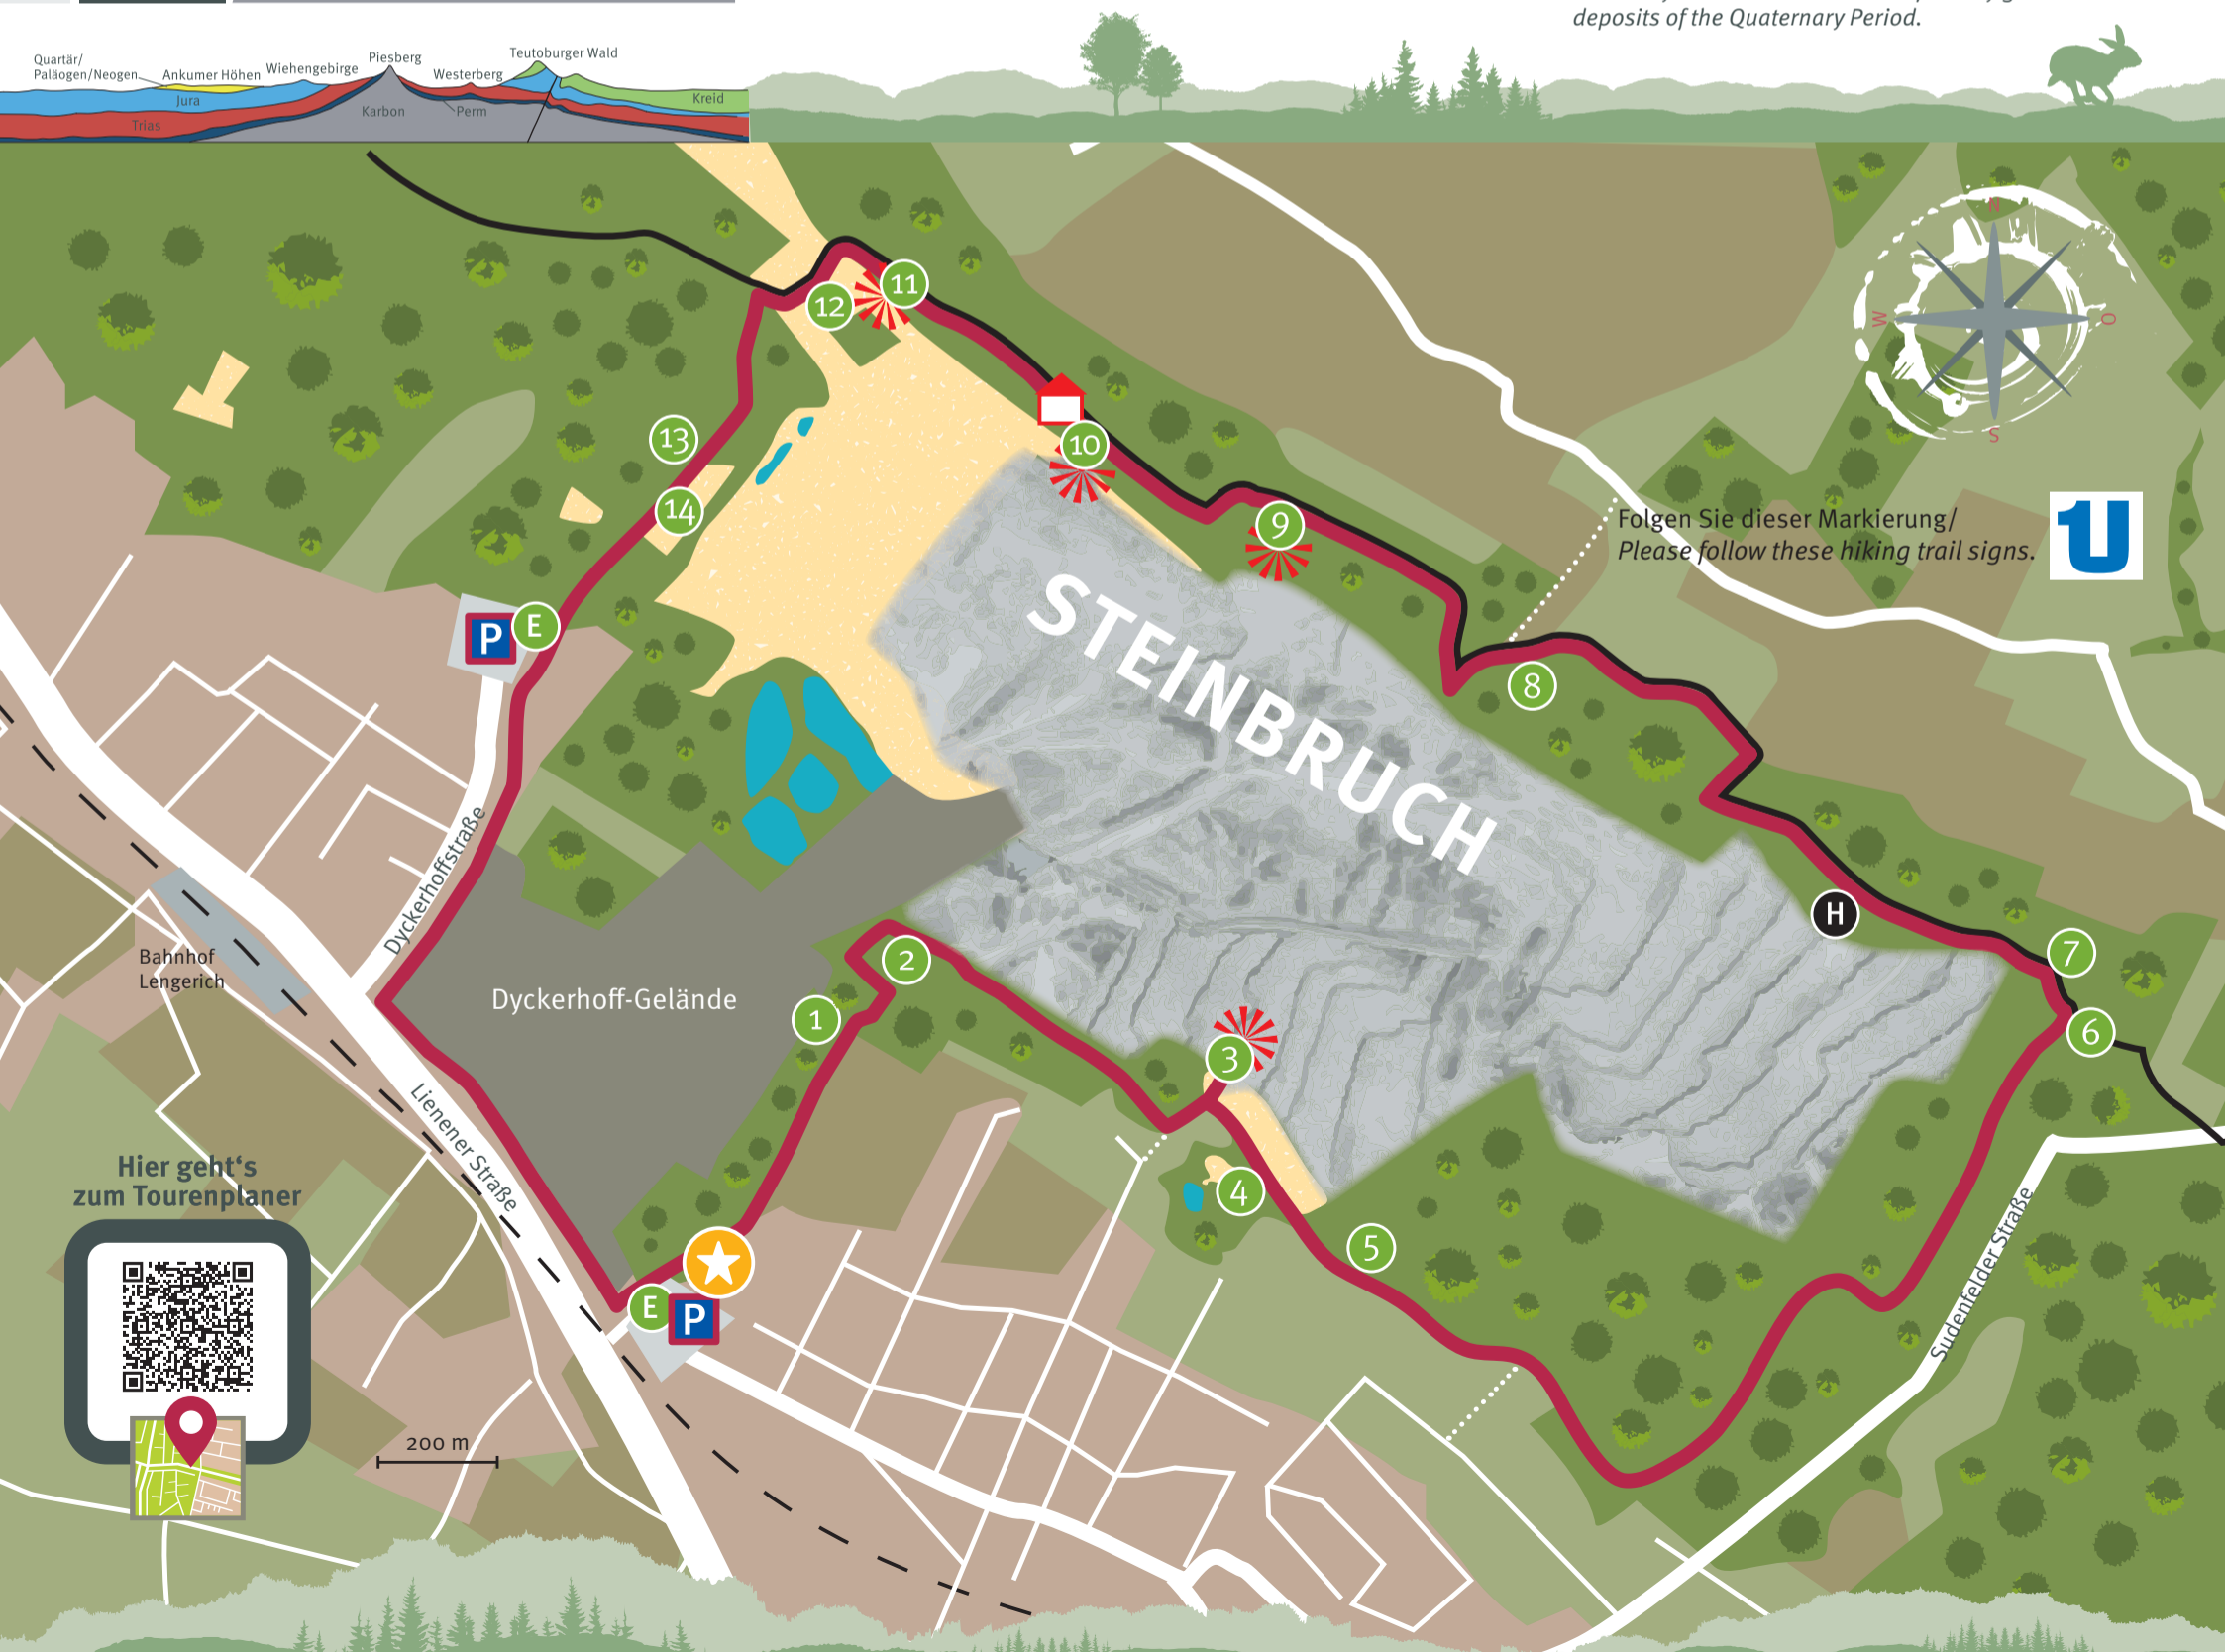 deposits of the Quaternary Period.
Quartär/
Paläogen/Neogen
Ankumer Höhen
Wiehengebirge
Piesberg
Westerberg
Teutoburger Wald
Jura
Trias
Karbon
Perm
Kreid
N
W
O
S
11
12
10
13
14
9
Folgen Sie dieser Markierung/
Please follow these hiking trail signs.
1U
STEINBRUCH
P
E
8
Dyckerhoffstraße
H
7
6
Bahnhof
Lengerich
Dyckerhoff-Gelände
2
1
3
4
5
Lienener Straße
Sudenfelder Straße
Hier geht‘s
zum Tourenplaner
E
P
200 m